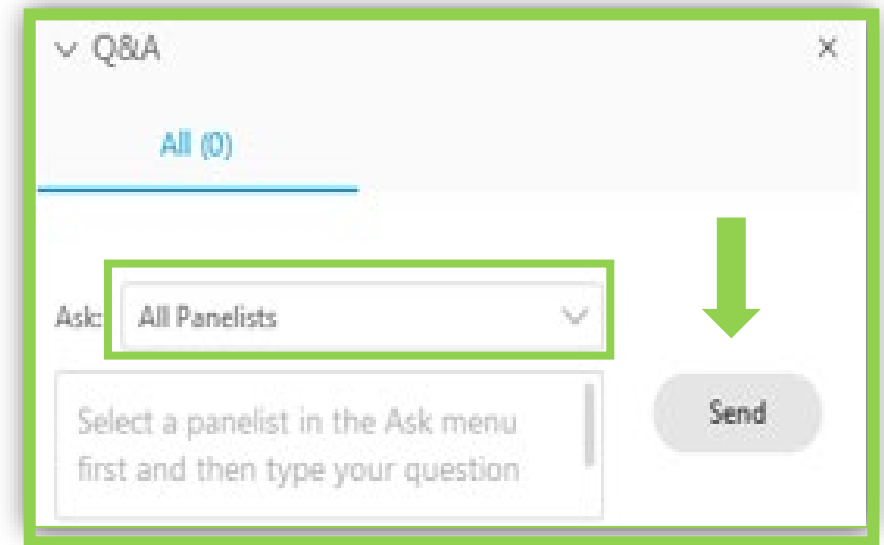 Q&A
All (0)
Ask: All Panelists
Select a panelist in the Ask menu
first and then type your question
Send